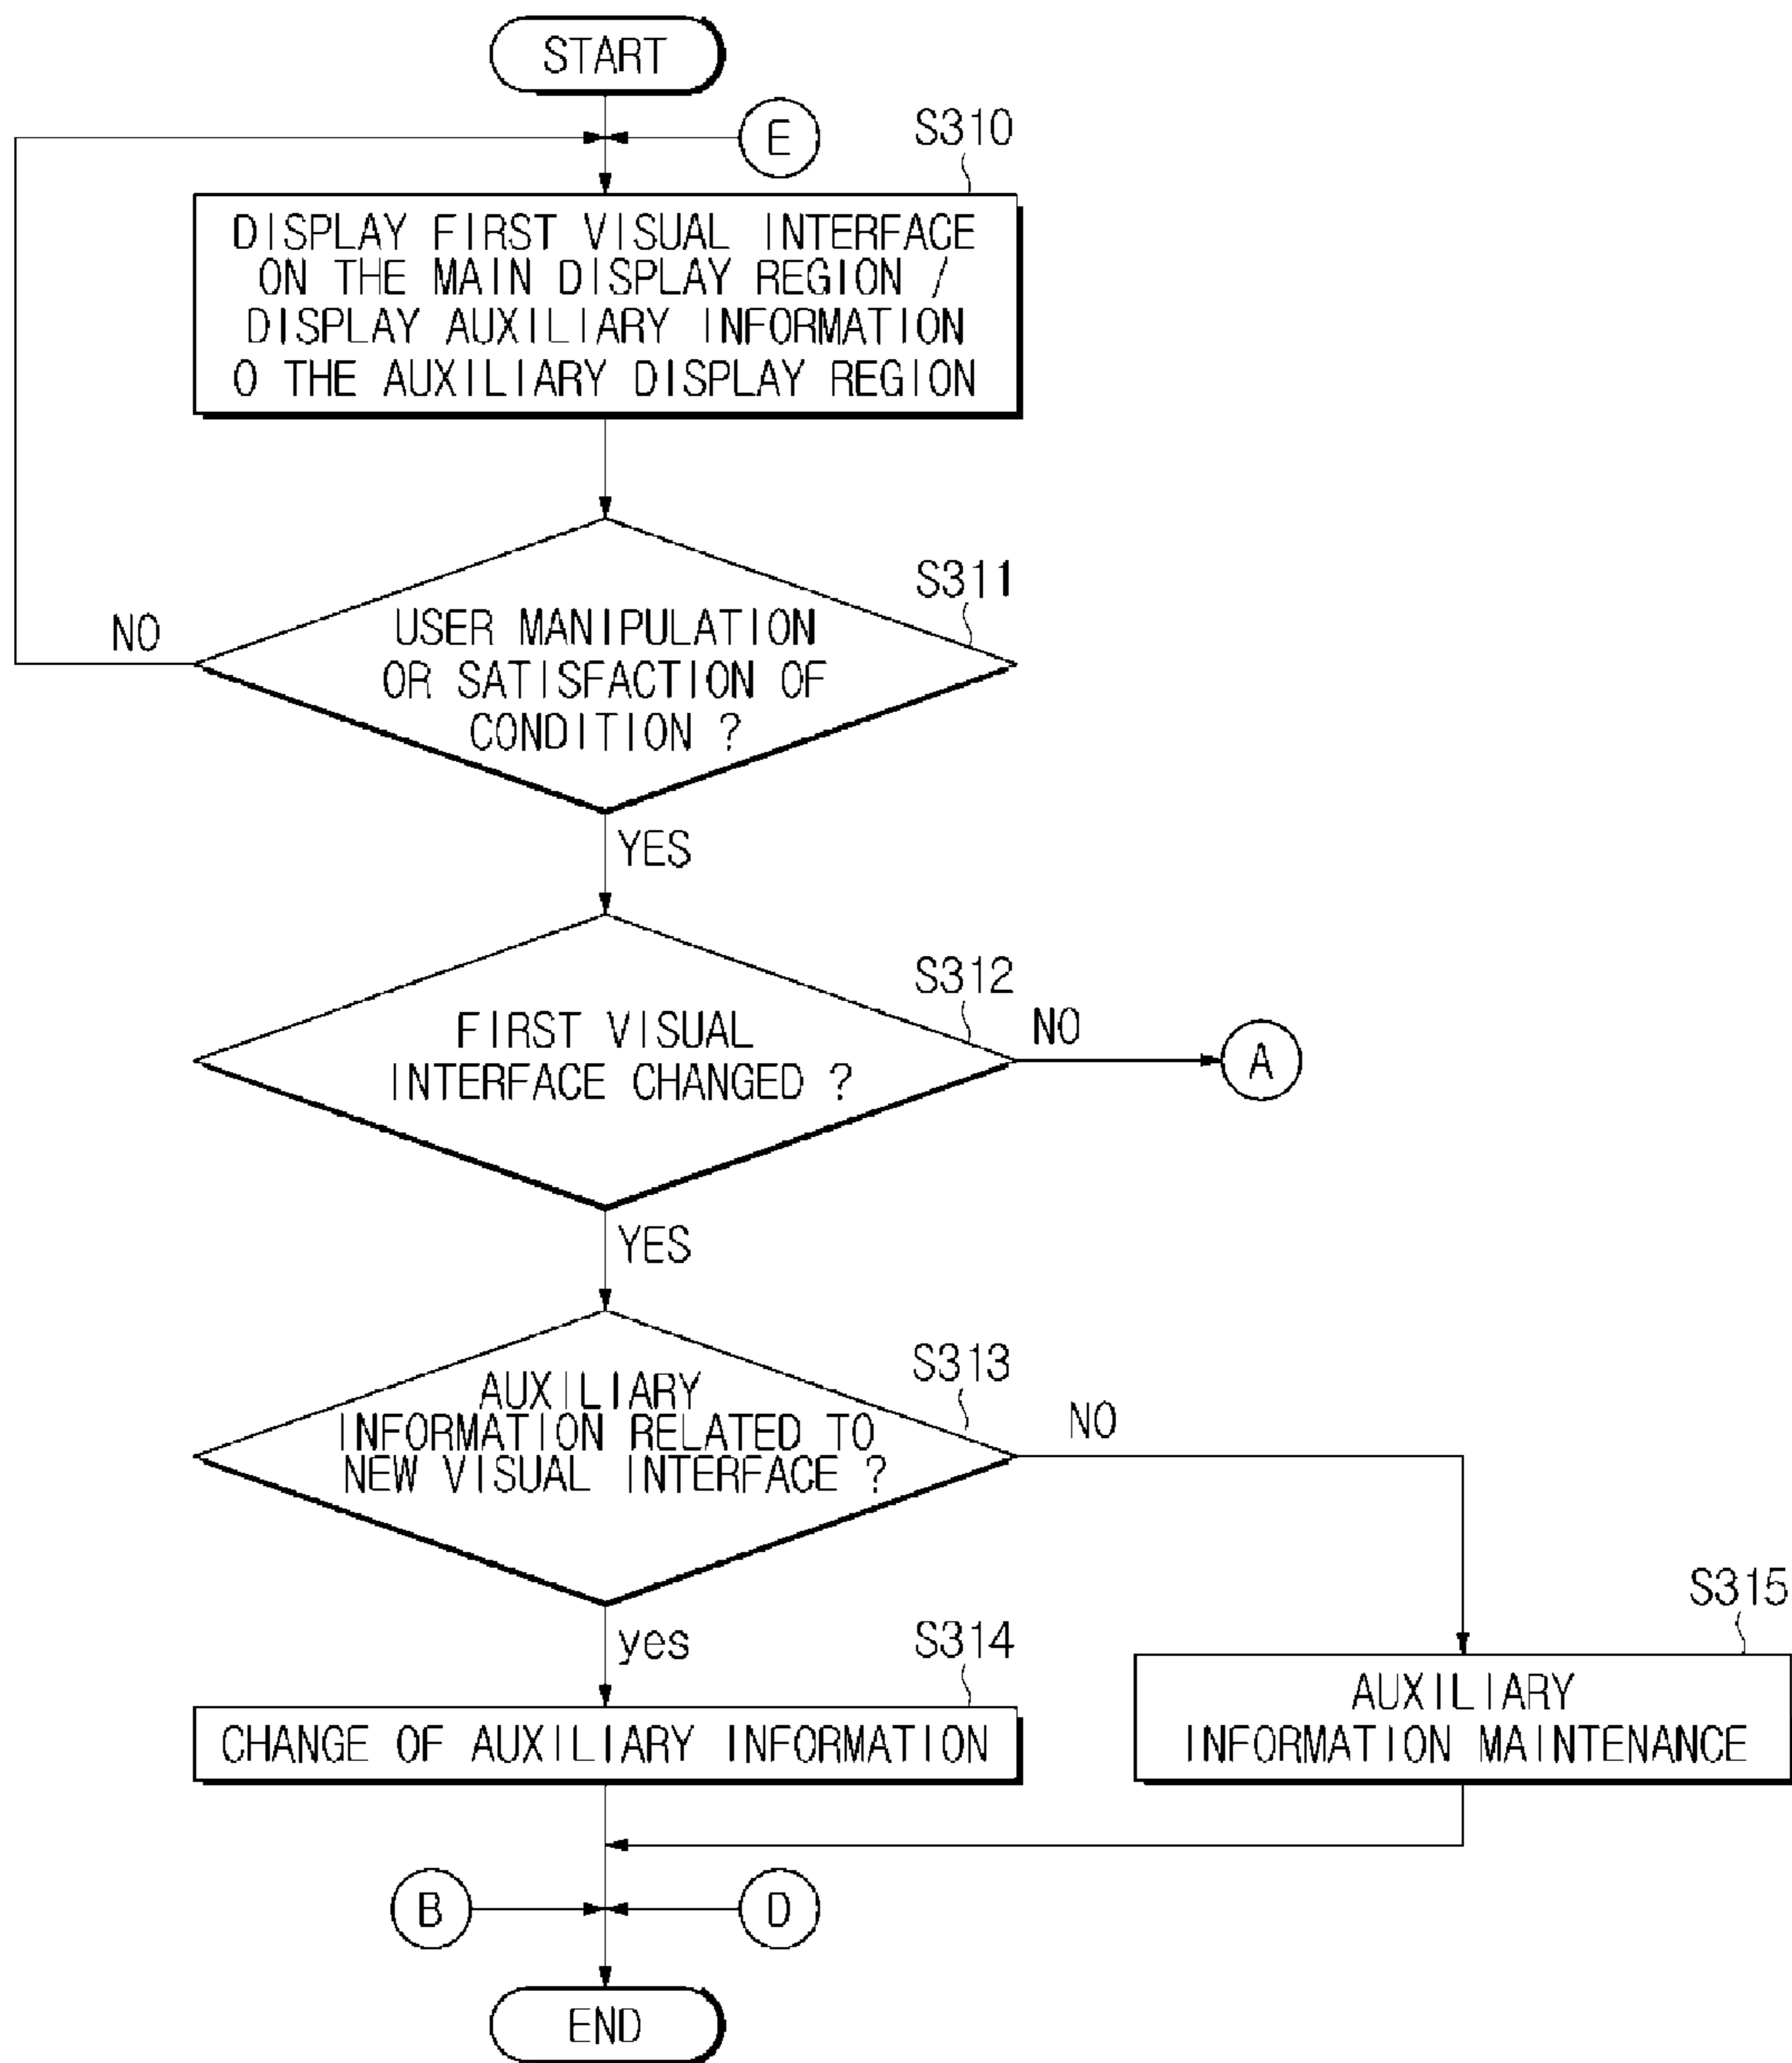 START
E
S310
DISPLAY FIRST VISUAL INTERFACE
ON THE MAIN DISPLAY REGION /
DISPLAY AUXILIARY INFORMATION
O THE AUXILIARY DISPLAY REGION
S311
NO
USER MANIPULATION
OR SATISFACTION OF
CONDITION ?
YES
S312
NO
FIRST VISUAL
INTERFACE CHANGED ?
A
YES
S313
AUXILIARY
INFORMATION RELATED TO
NEW VISUAL INTERFACE ?
NO
yes
S314
S315
CHANGE OF AUXILIARY INFORMATION
AUXILIARY
INFORMATION MAINTENANCE
B
D
END